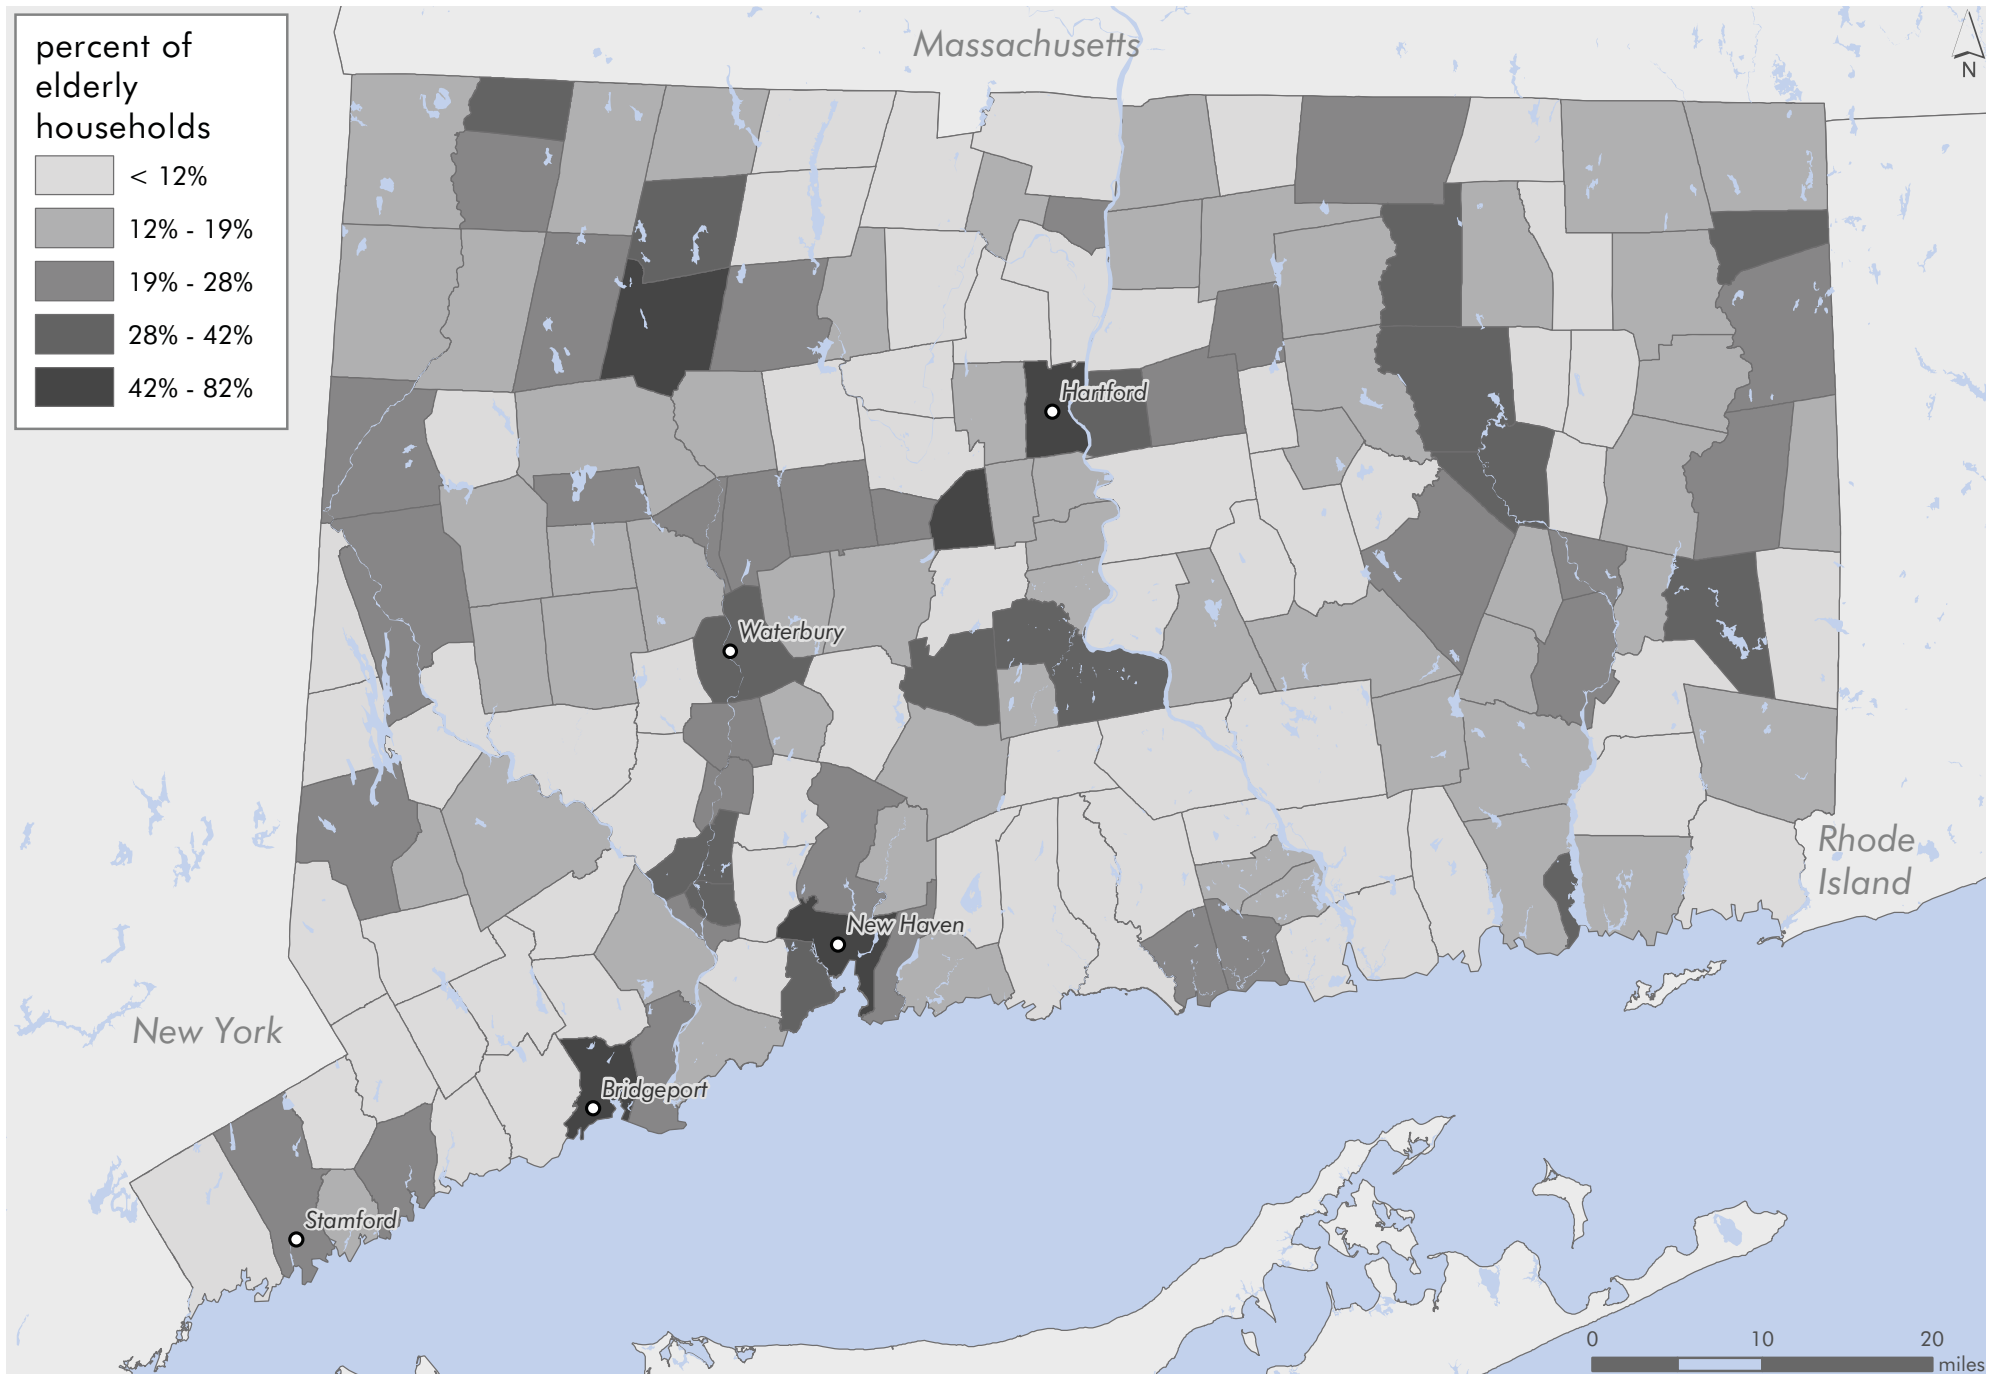 percent of
elderly
households
< 12%
12% - 19%
19% - 28%
28% - 42%
42% - 82%
Massachusetts
N
Hartford
Waterbury
Rhode
Island
New Haven
New York
Bridgeport
Stamford
0 10 20
miles